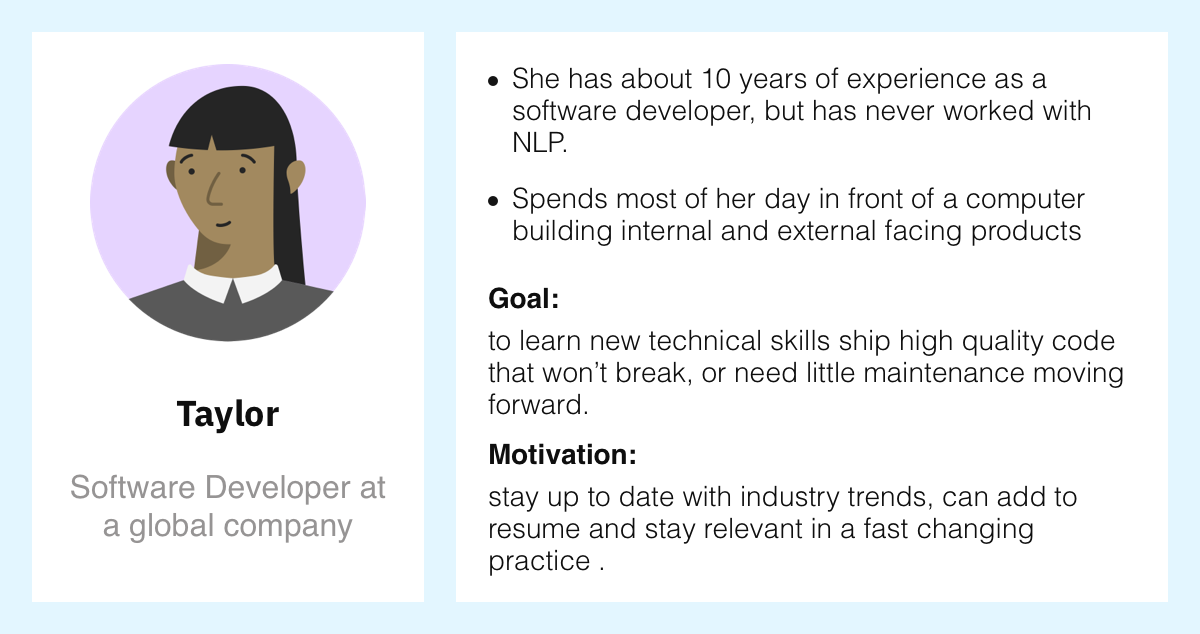 Taylor
Software Developer at
a global company
• She has about 10 years of experience as a
software developer, but has never worked with
NLP.
• Spends most of her day in front of a computer
building internal and external facing products
Goal:
to learn new technical skills ship high quality code
that won’t break, or need little maintenance moving
forward.
Motivation:
stay up to date with industry trends, can add to
resume and stay relevant in a fast changing
practice .